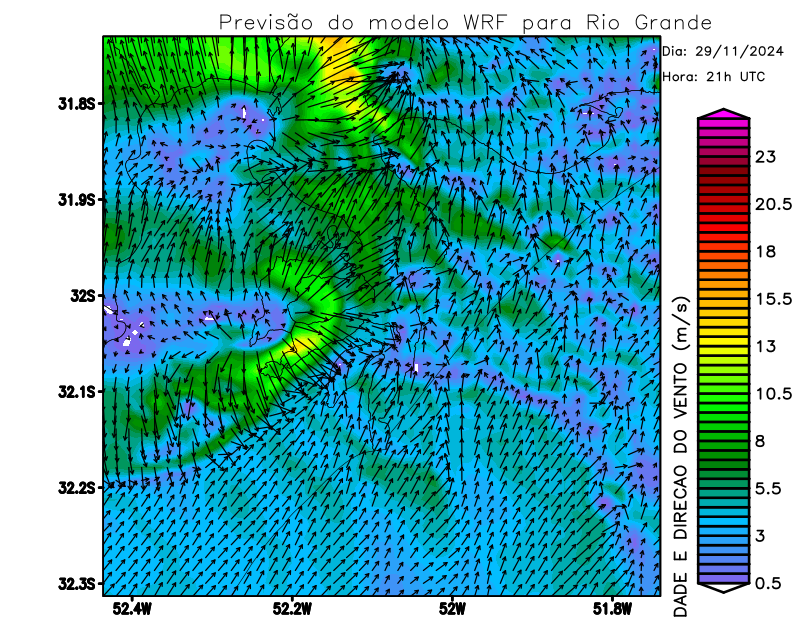 Previsão do modelo WRF para Rio Grande
Dia: 29/11/2024
Hora: 21h UTC
31.8S
31.9S
32S
32.1S
32.2S
32.3S
52.4W
52.2W
52W
51.8W
23
20.5
18
15.5
13
10.5
8
5.5
3
0.5
DADE E DIRECAO DO VENTO (m/s)